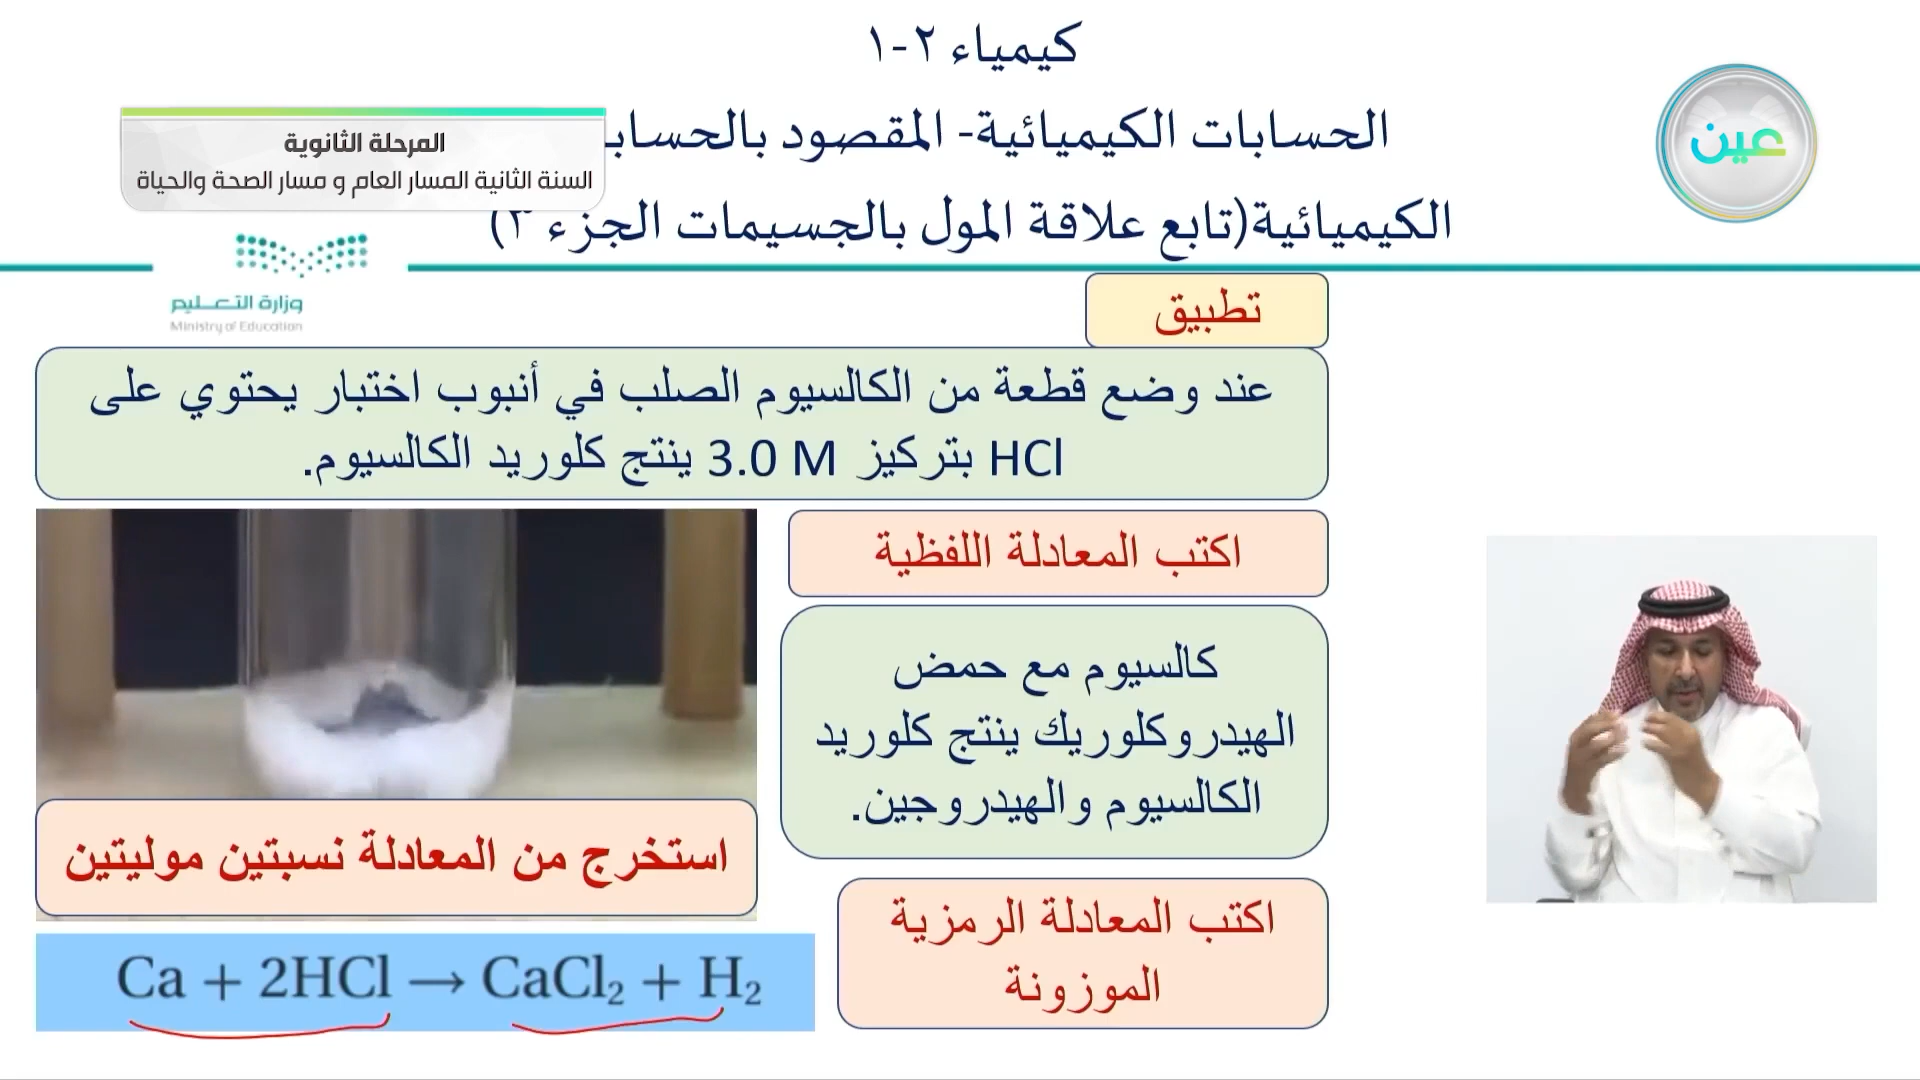 كيمياء ٢-١
الحسابات الكيميائية- المقصود بالحسابات
الكيميائية(تابع علاقة المول بالجسيمات الجزء ٣)
المرحلة الثانوية
السنة الثانية المسار العام و مسار الصحة والحياة
عين
وزارة التعليم
Ministry of Education
تطبيق
عند وضع قطعة من الكالسيوم الصلب في أنبوب اختبار يحتوي على
HCl بتركيز 3.0 M ينتج كلوريد الكالسيوم.
اكتب المعادلة اللفظية
كالسيوم مع حمض
الهيدروكلوريك ينتج كلوريد
الكالسيوم والهيدروجين.
استخرج من المعادلة نسبتين موليتين
اكتب المعادلة الرمزية
الموزونة
Ca + 2HCl → CaCl₂ + H₂